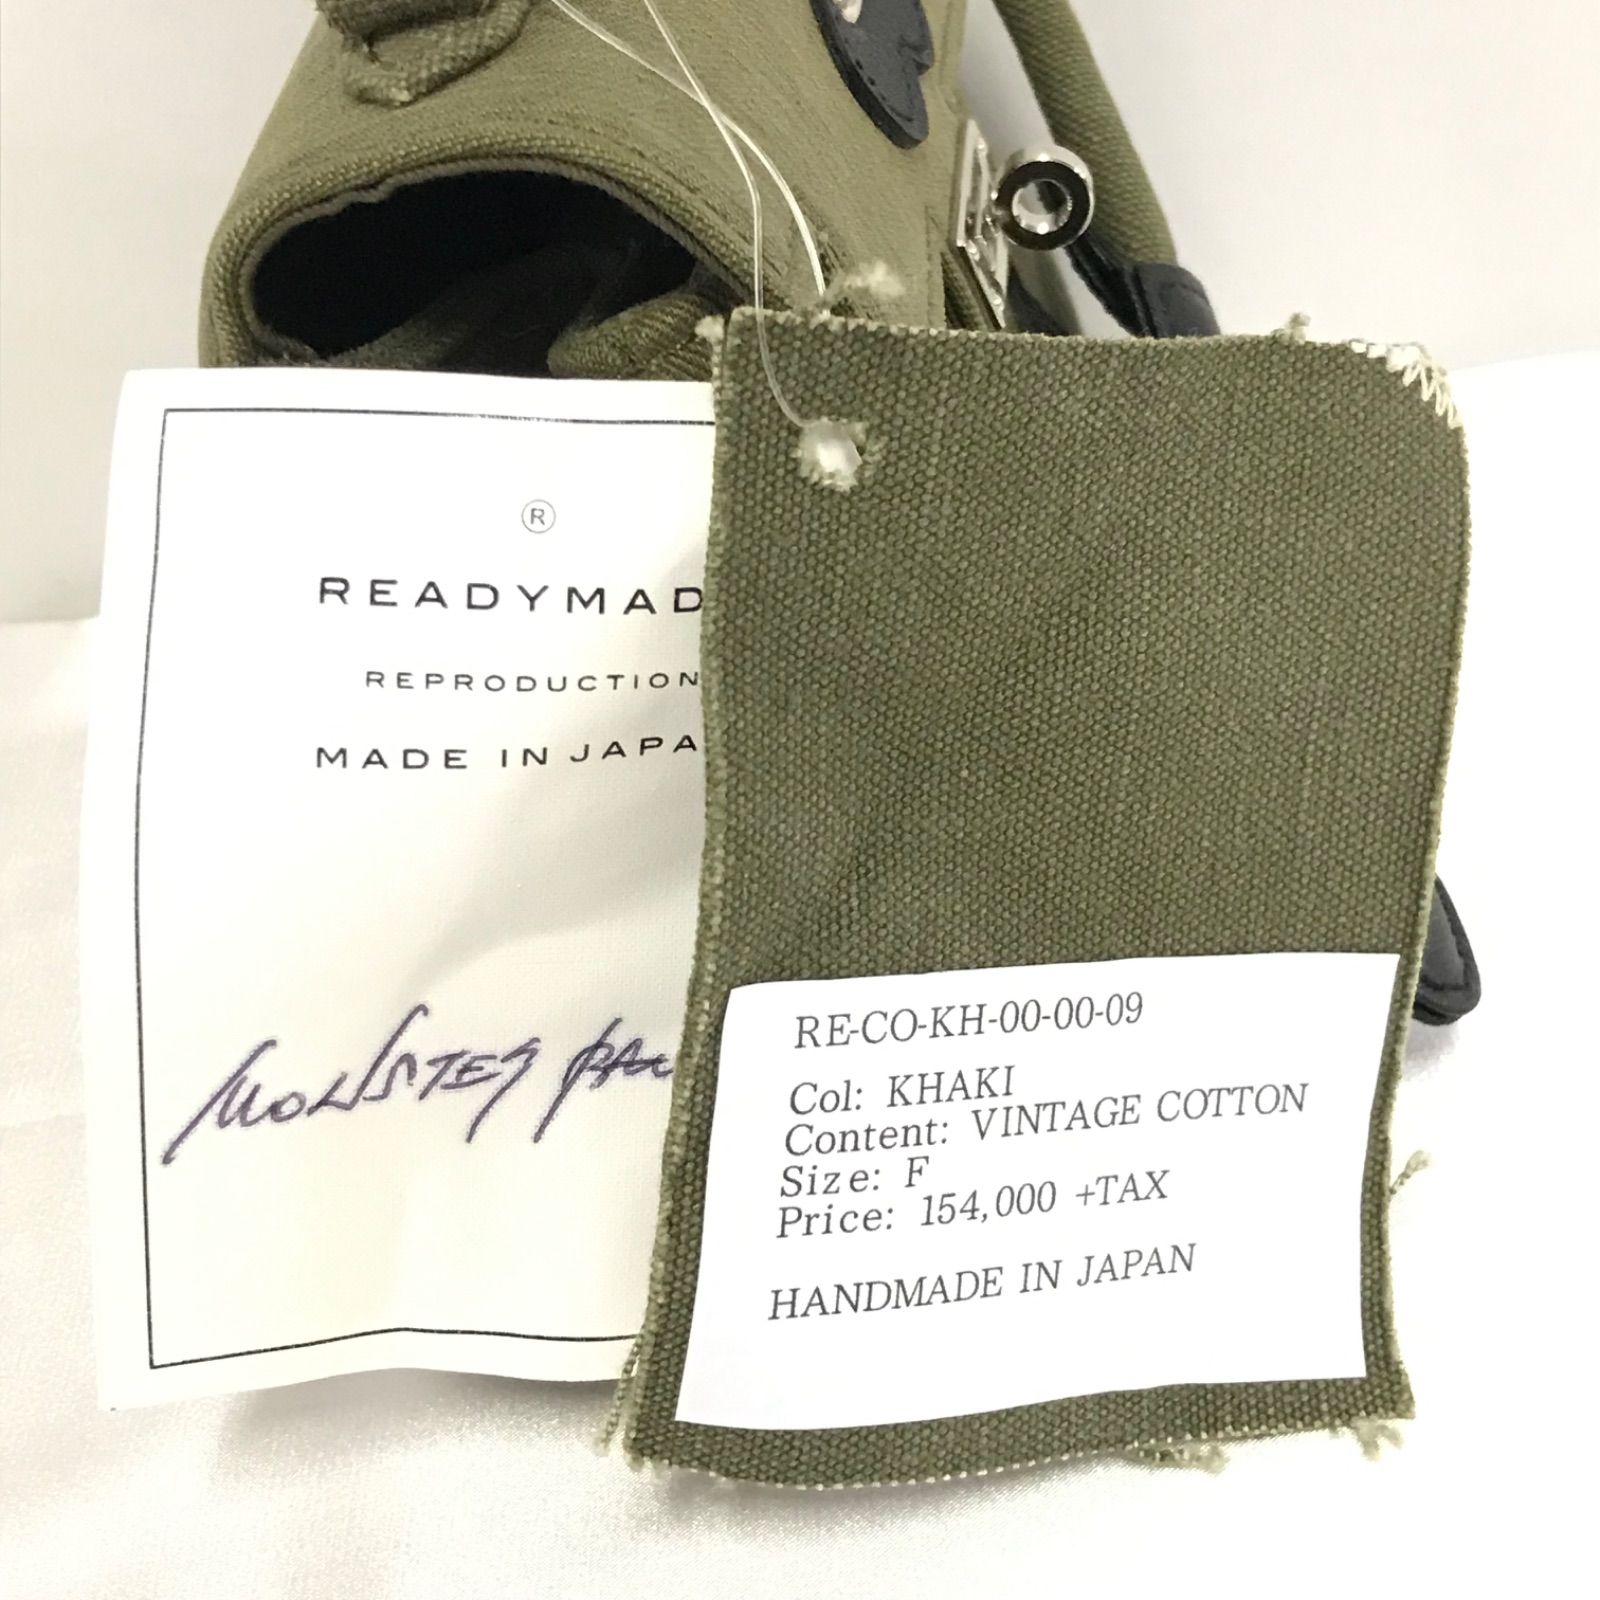 ®
READYMAD
REPRODUCTION
MADE IN JAPA
MONSTER
RE-CO-KH-00-00-09
Col: KHAKI
Content: VINTAGE COTTON
Size: F
Price: 154,000 +TAX
HANDMADE IN JAPAN